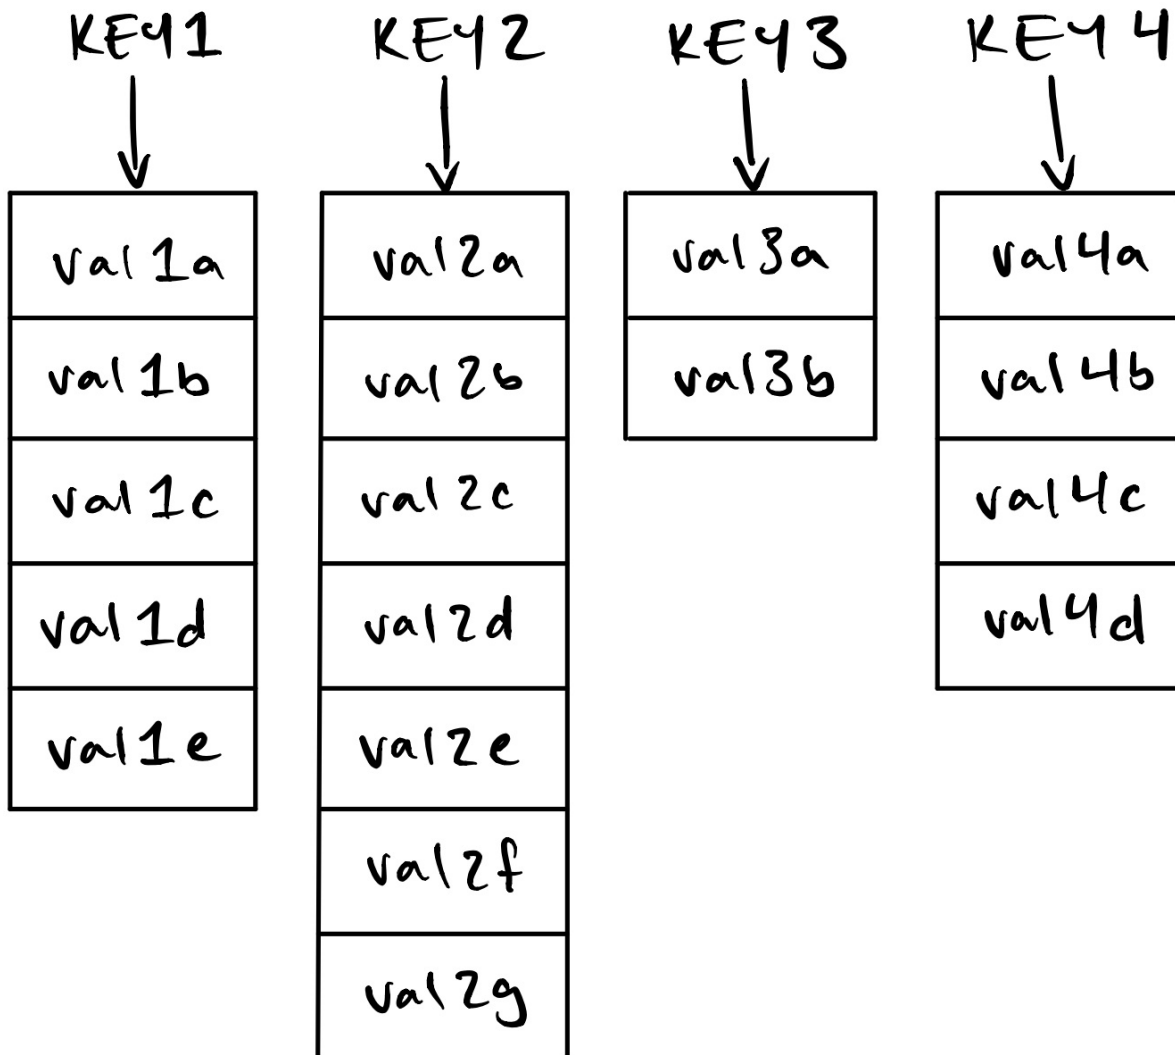 KEY1 KEY2 KEY3 KEY4
val1a val2a val3a val4a
val1b val2b val3b val4b
val1c val2c val4c
val1d val2d val4d
val1e val2e
val2f
val2g